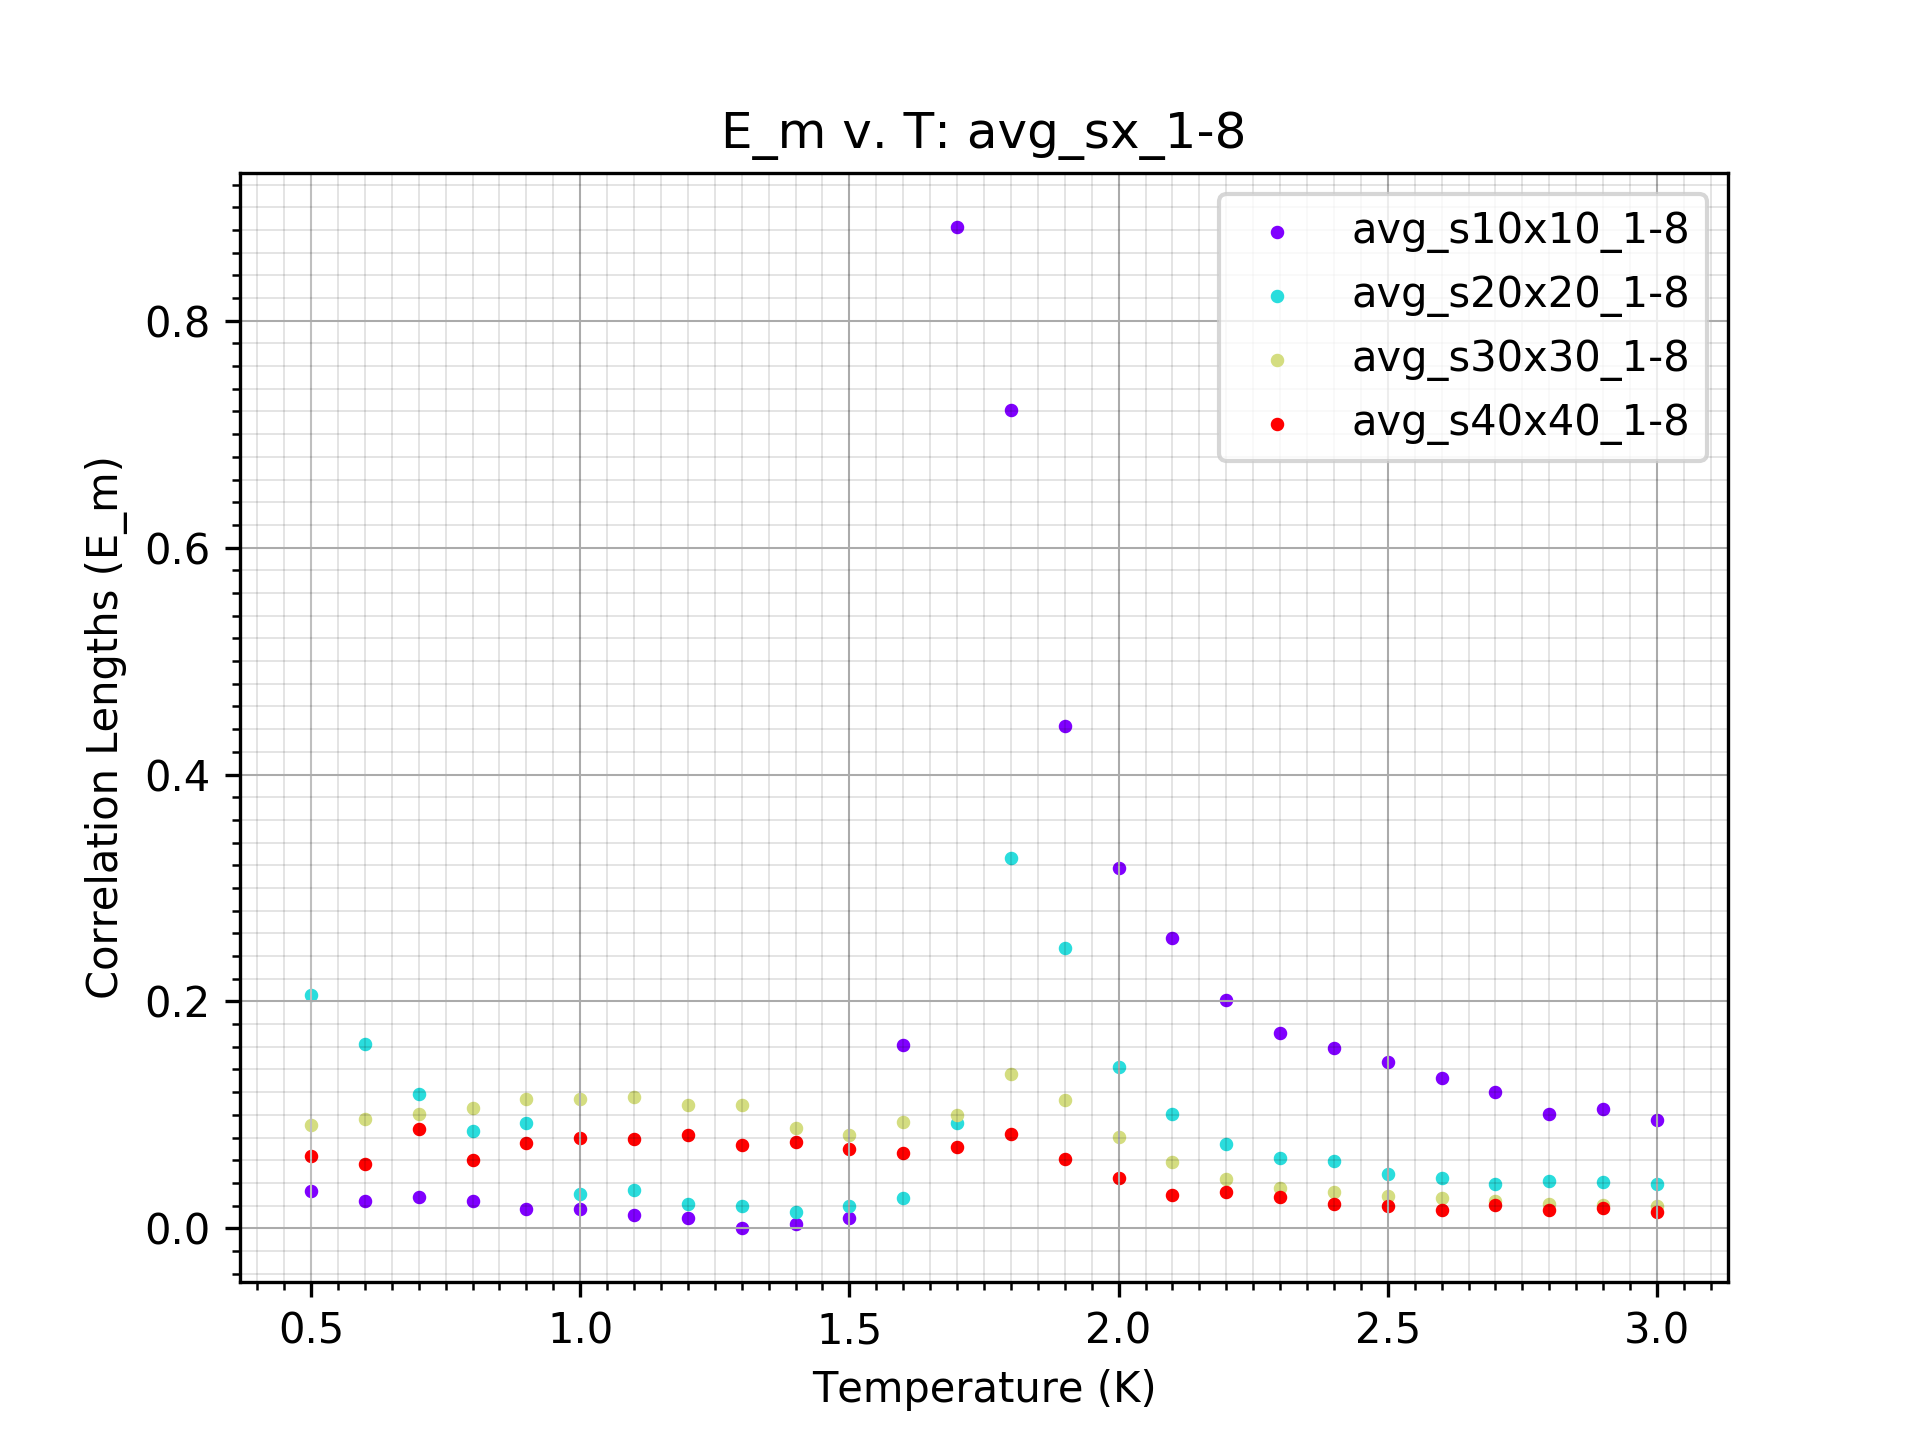 E_m v. T: avg_sx_1-8
avg_s10x10_1-8
avg_s20x20_1-8
avg_s30x30_1-8
avg_s40x40_1-8
Correlation Lengths (E_m)
0.8
0.6
0.4
0.2
0.0
0.5 1.0 1.5 2.0 2.5 3.0
Temperature (K)